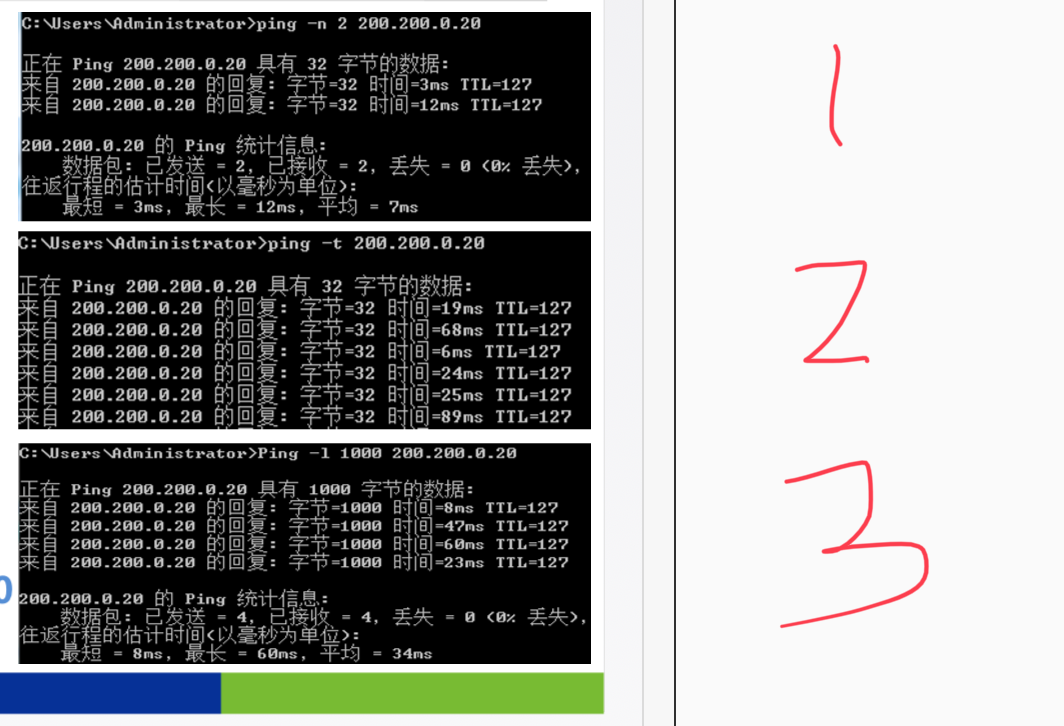 C:\Users\Administrator>ping -n 2 200.200.0.20
正在 Ping 200.200.0.20 具有 32 字节的数据:
来自 200.200.0.20 的回复: 字节=32 时间=3ms TTL=127
来自 200.200.0.20 的回复: 字节=32 时间=12ms TTL=127
200.200.0.20 的 Ping 统计信息:
数据包: 已发送 = 2, 已接收 = 2, 丢失 = 0 (0% 丢失),
往返行程的估计时间(以毫秒为单位):
最短 = 3ms, 最长 = 12ms, 平均 = 7ms
1
C:\Users\Administrator>ping -t 200.200.0.20
正在 Ping 200.200.0.20 具有 32 字节的数据:
来自 200.200.0.20 的回复: 字节=32 时间=19ms TTL=127
来自 200.200.0.20 的回复: 字节=32 时间=68ms TTL=127
来自 200.200.0.20 的回复: 字节=32 时间=6ms TTL=127
来自 200.200.0.20 的回复: 字节=32 时间=24ms TTL=127
来自 200.200.0.20 的回复: 字节=32 时间=25ms TTL=127
来自 200.200.0.20 的回复: 字节=32 时间=89ms TTL=127
2
C:\Users\Administrator>Ping -l 1000 200.200.0.20
正在 Ping 200.200.0.20 具有 1000 字节的数据:
来自 200.200.0.20 的回复: 字节=1000 时间=8ms TTL=127
来自 200.200.0.20 的回复: 字节=1000 时间=47ms TTL=127
来自 200.200.0.20 的回复: 字节=1000 时间=60ms TTL=127
来自 200.200.0.20 的回复: 字节=1000 时间=23ms TTL=127
200.200.0.20 的 Ping 统计信息:
数据包: 已发送 = 4, 已接收 = 4, 丢失 = 0 (0% 丢失),
往返行程的估计时间(以毫秒为单位):
最短 = 8ms, 最长 = 60ms, 平均 = 34ms
3